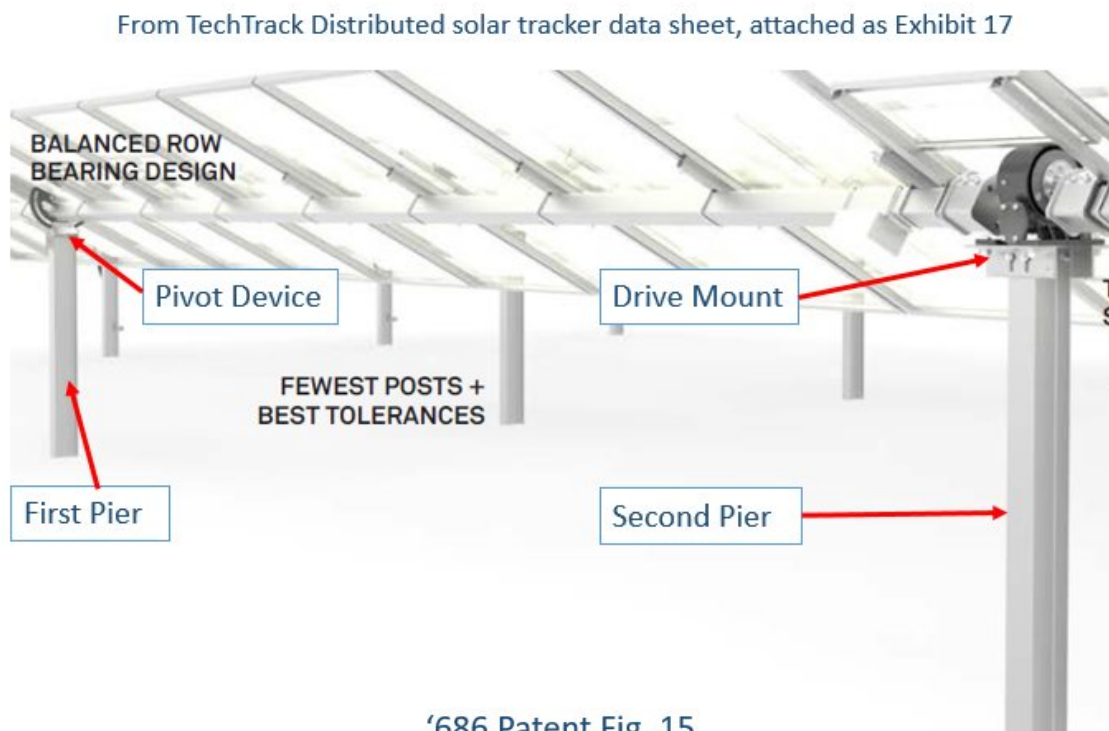 From TechTrack Distributed solar tracker data sheet, attached as Exhibit 17
BALANCED ROW
BEARING DESIGN
Pivot Device
Drive Mount
T
S
FEWEST POSTS +
BEST TOLERANCES
First Pier
Second Pier
‘686 Patent Fig. 15